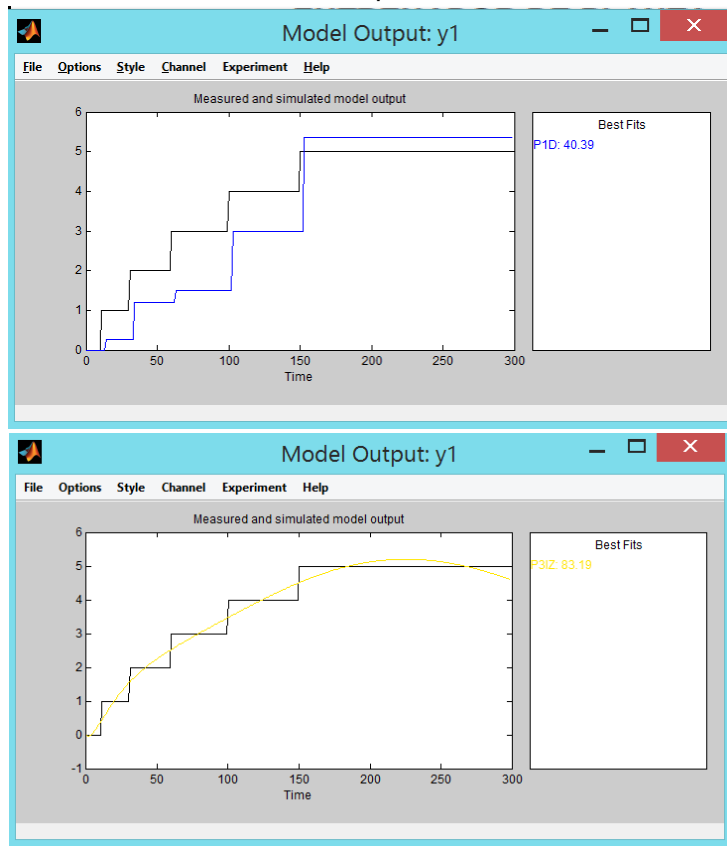 Model Output: y1
File Options Style Channel Experiment Help
Measured and simulated model output
6
5
4
3
2
1
0
0 50 100 150 200 250 300
Time
Best Fits
P1D: 40.39
Model Output: y1
File Options Style Channel Experiment Help
Measured and simulated model output
6
5
4
3
2
1
0
-1
0 50 100 150 200 250 300
Time
Best Fits
P3IZ: 83.19